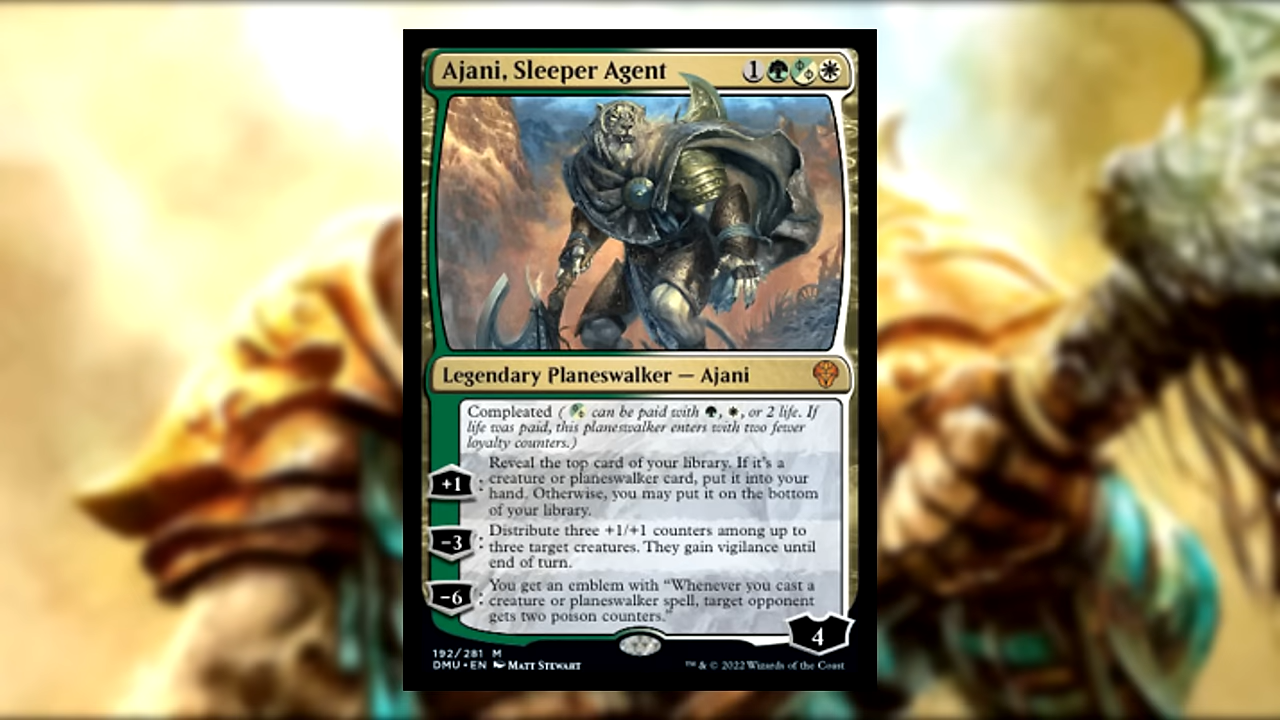 Ajani, Sleeper Agent 1
Legendary Planeswalker — Ajani
Compleated ( can be paid with , , or 2 life. If
life was paid, this planeswalker enters with two fewer
loyalty counters.)
Reveal the top card of your library. If it's a
+1 : creature or planeswalker card, put it into your
hand. Otherwise, you may put it on the bottom
of your library.
Distribute three +1/+1 counters among up to
−3 : three target creatures. They gain vigilance until
end of turn.
You get an emblem with “Whenever you cast a
−6 : creature or planeswalker spell, target opponent
gets two poison counters.”
4
192/281 M
DMU • EN Matt Stewart
™ & © 2022 Wizards of the Coast